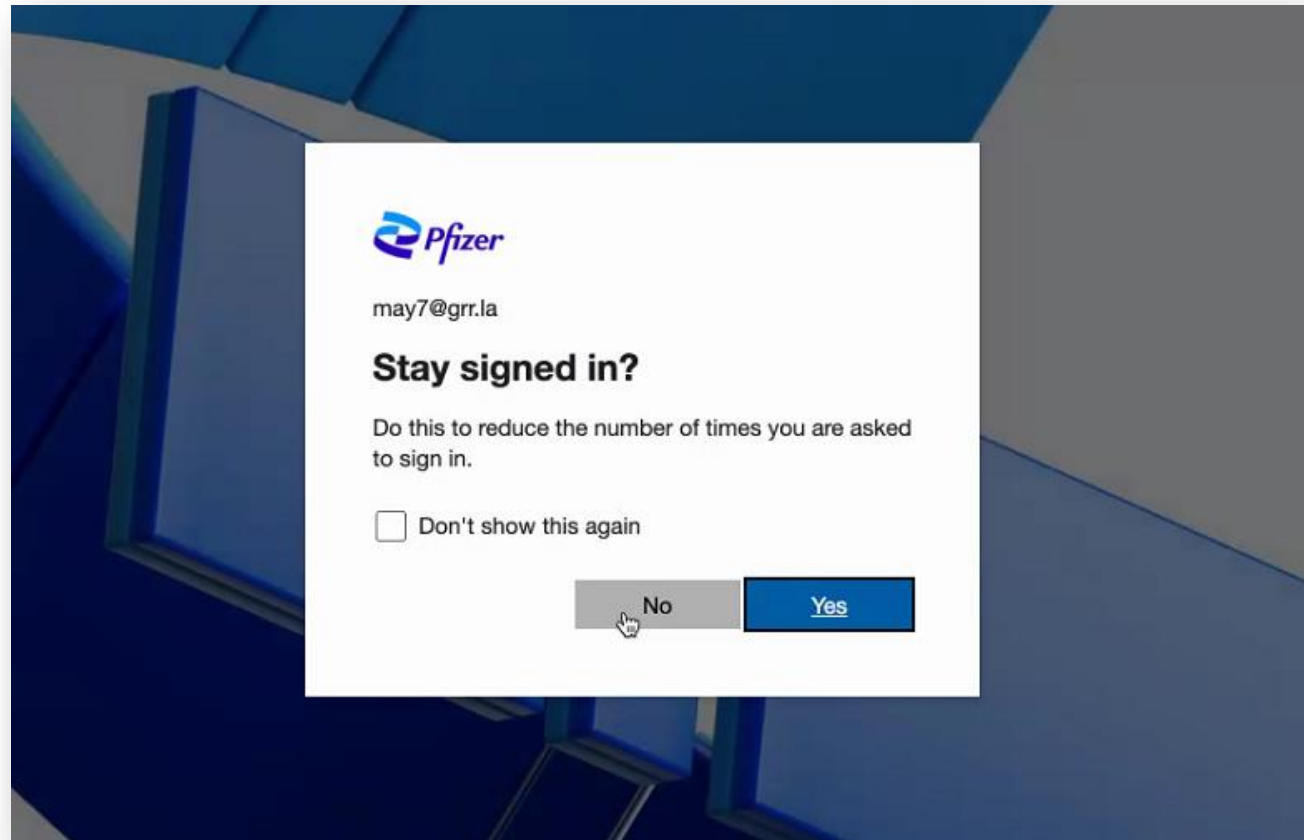 Pfizer
may7@grr.la
Stay signed in?
Do this to reduce the number of times you are asked
to sign in.
Don't show this again
No
Yes